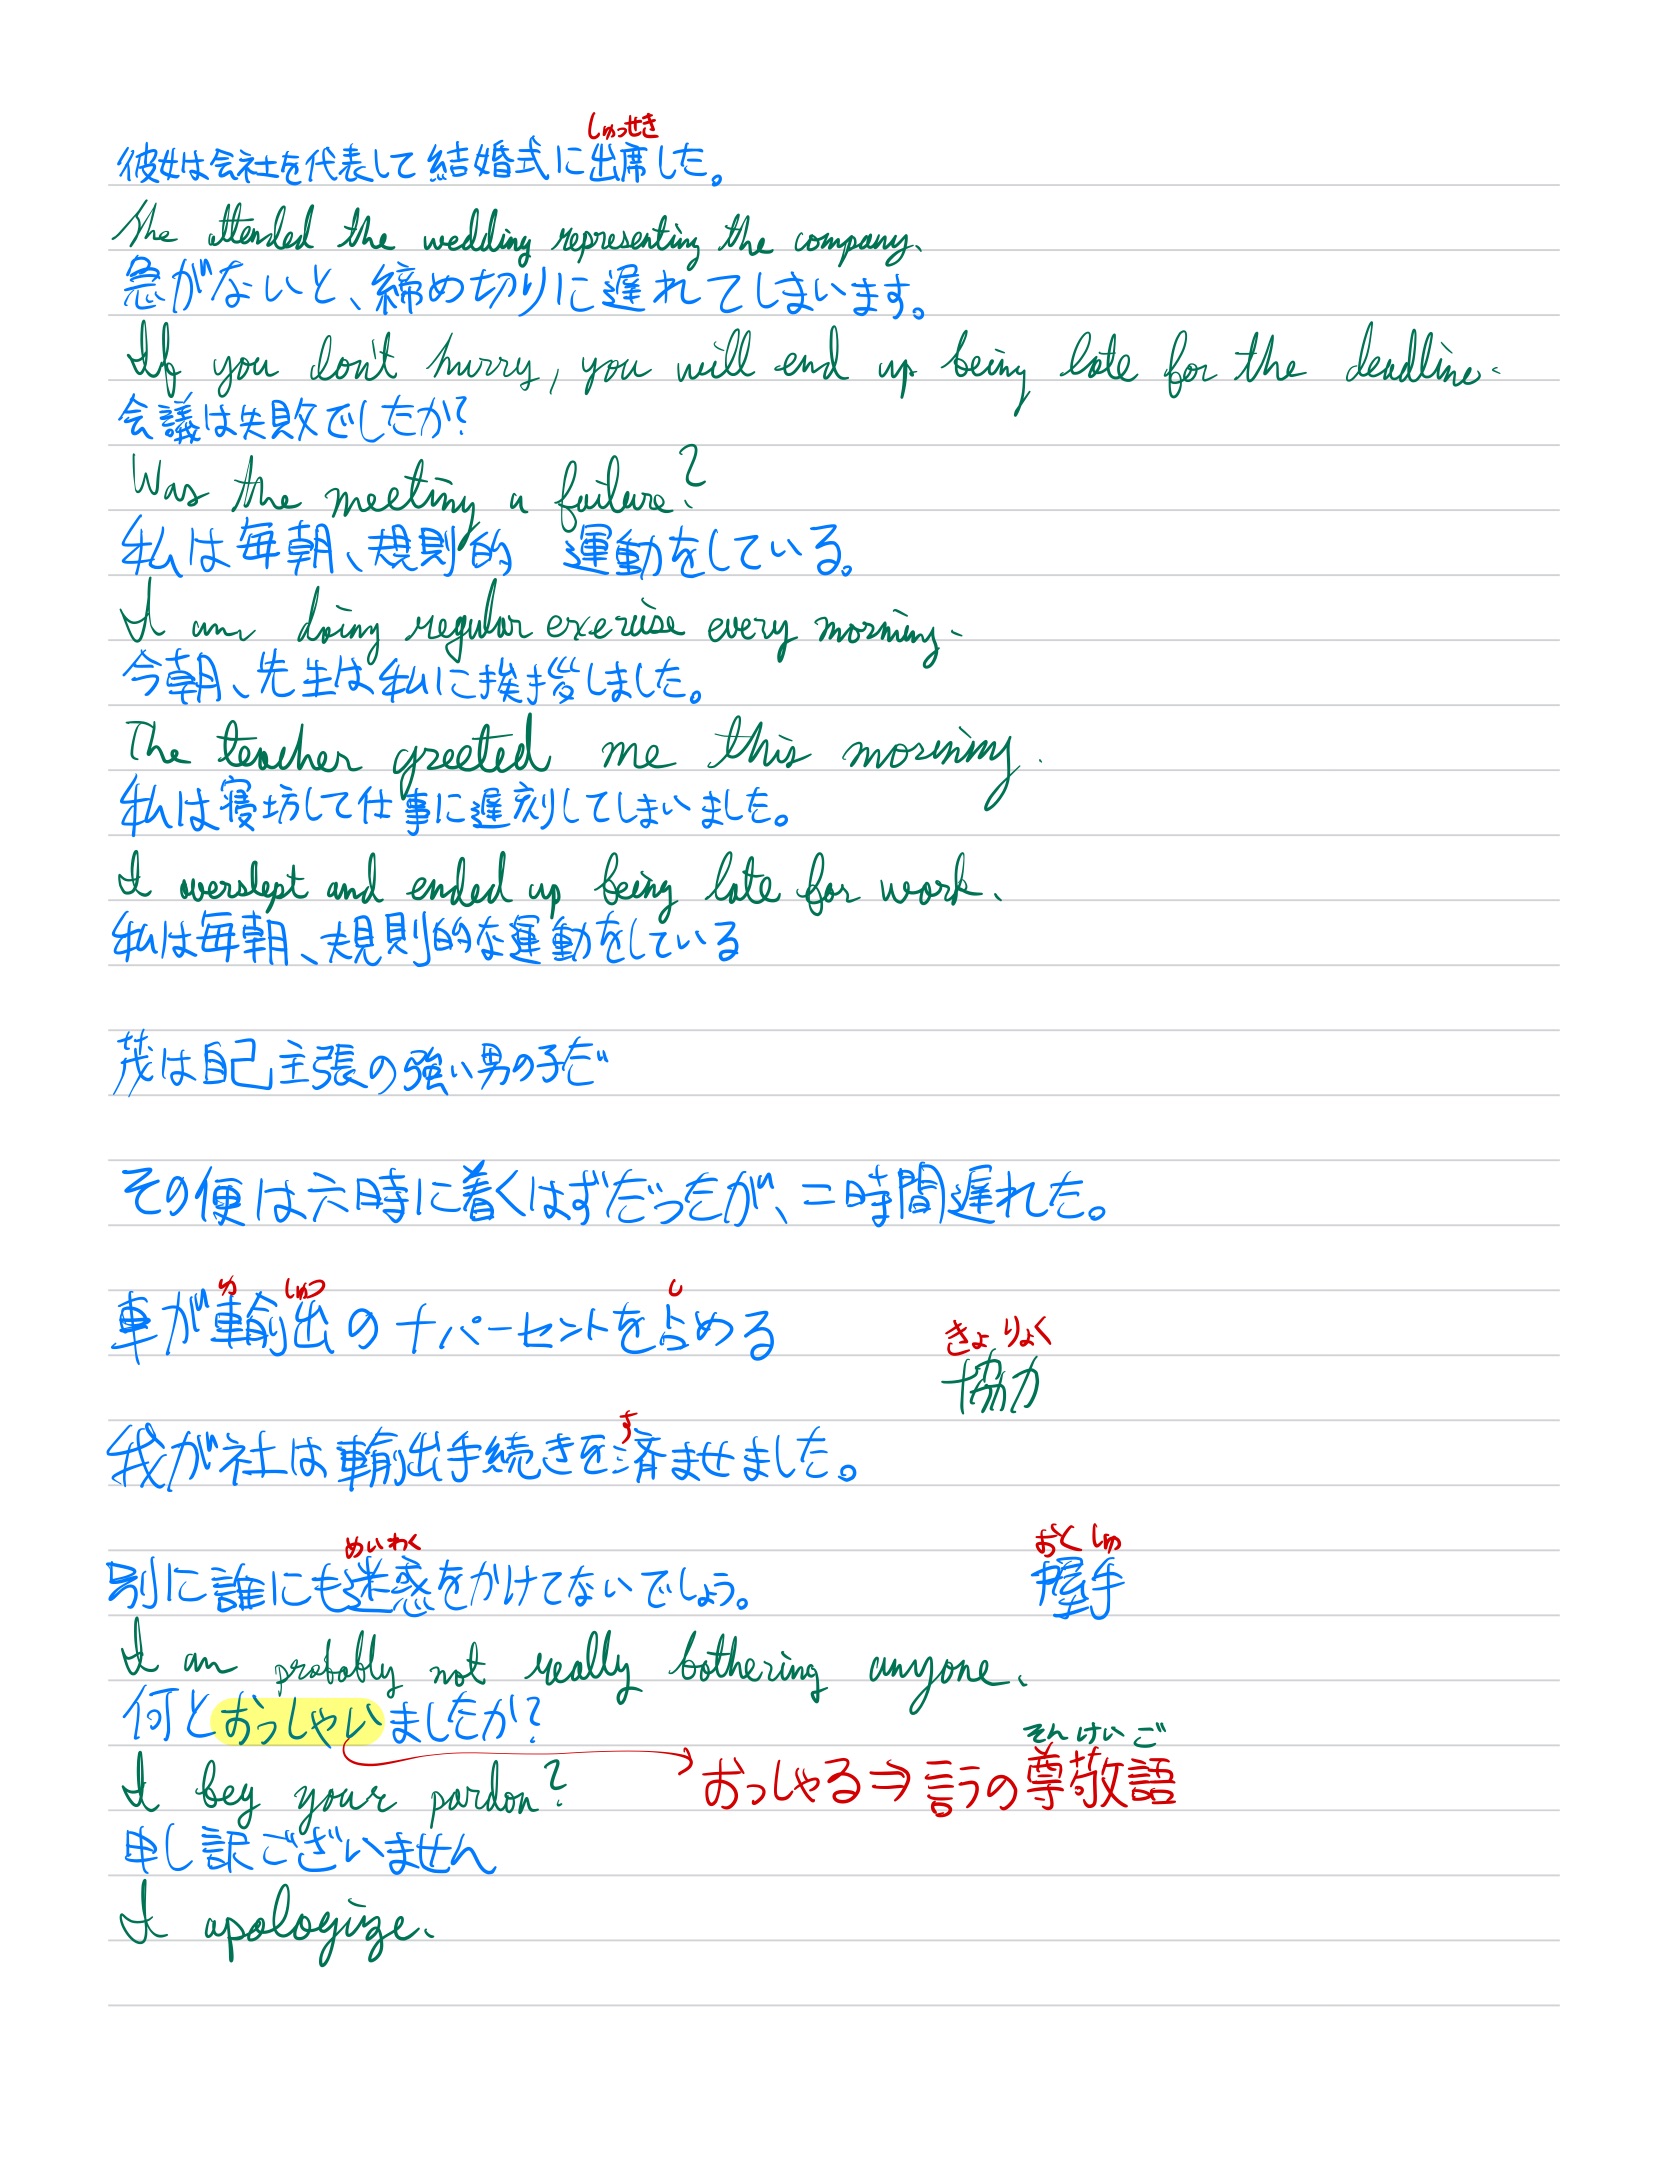 しゅっせき
彼女は会社を代表して結婚式に出席した。
She attended the wedding representing the company.
急がないと、締め切りに遅れてしまいます。
If you don't hurry, you will end up being late for the deadline.
会議は失敗でしたか?
Was the meeting a failure?
私は毎朝、規則的 運動をしている。
I am doing regular exercise every morning.
今朝、先生は私に挨拶しました。
The teacher greeted me this morning.
私は寝坊して仕事に遅刻してしまいました。
I overslept and ended up being late for work.
私は毎朝、規則的な運動をしている
茂は自己主張の強い男の子だ
その便は六時に着くはずだったが、二時間遅れた。
ゆ しゅつ し
車が輸出の十パーセントを占める
きょ りょく
協力
す
我が社は輸出手続きを済ませました。
めいわく おくしゅ
別に誰にも迷惑をかけてないでしょう。 握手
I am probably not really bothering anyone.
何とおっしゃいましたか?
そんけいご
I beg your pardon? おっしゃる⇒言うの尊敬語
申し訳ございません
I apologize.